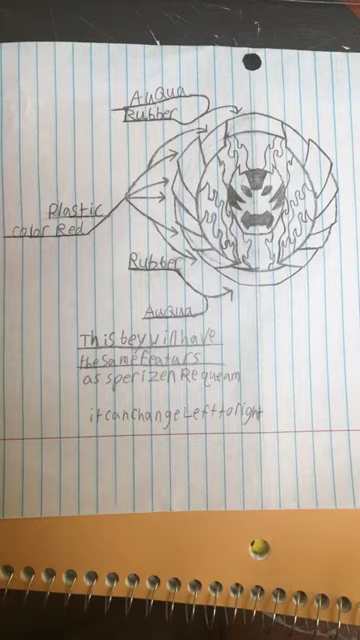 AuQua
Rubber
Plastic
color Red
Rubber
AuQua
This bey will have
the same featurs
as sperizen Requeam
it can change Left to right